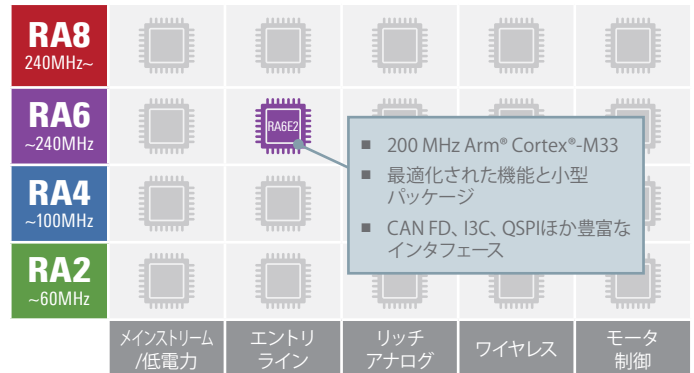 RA8
240MHz~
RA6
~240MHz
RA6E2
■ 200 MHz Arm® Cortex®-M33
■ 最適化された機能と小型
パッケージ
■ CAN FD、I3C、QSPIほか豊富な
インタフェース
RA4
~100MHz
RA2
~60MHz
メインストリーム
/低電力
エントリ
ライン
リッチ
アナログ
ワイヤレス
モータ
制御